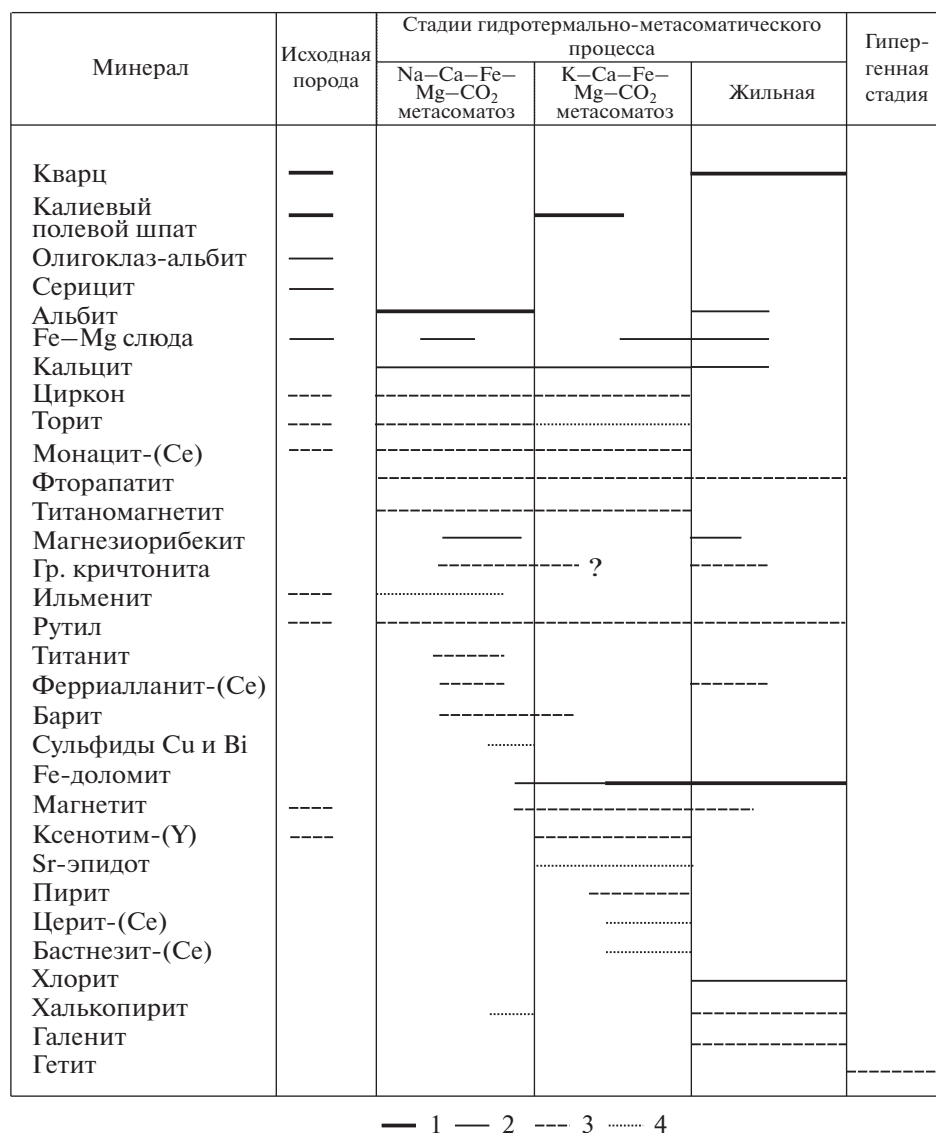 Минерал
Исходная
порода
Стадии гидротермально-метасоматического
процесса
Na–Ca–Fe–
Mg–CO₂
метасоматоз
K–Ca–Fe–
Mg–CO₂
метасоматоз
Жильная
Гипер-
генная
стадия
Кварц
Калиевый
полевой шпат
Олигоклаз-альбит
Серицит
Альбит
Fe–Mg слюда
Кальцит
Циркон
Торит
Монацит-(Ce)
Фторапатит
Титаномагнетит
Магнезиорибекит
Гр. кричтонита
?
Ильменит
Рутил
Титанит
Ферриалланит-(Ce)
Барит
Сульфиды Cu и Bi
Fe-доломит
Магнетит
Ксенотим-(Y)
Sr-эпидот
Пирит
Церит-(Ce)
Бастнезит-(Ce)
Хлорит
Халькопирит
Галенит
Гетит
1 2 3 4